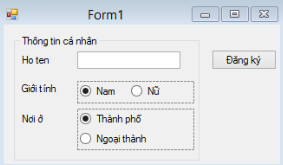 Form1
Thông tin cá nhân
Ho ten
Đăng ký
Giới tính Nam Nữ
Nơi ở Thành phố
Ngoại thành